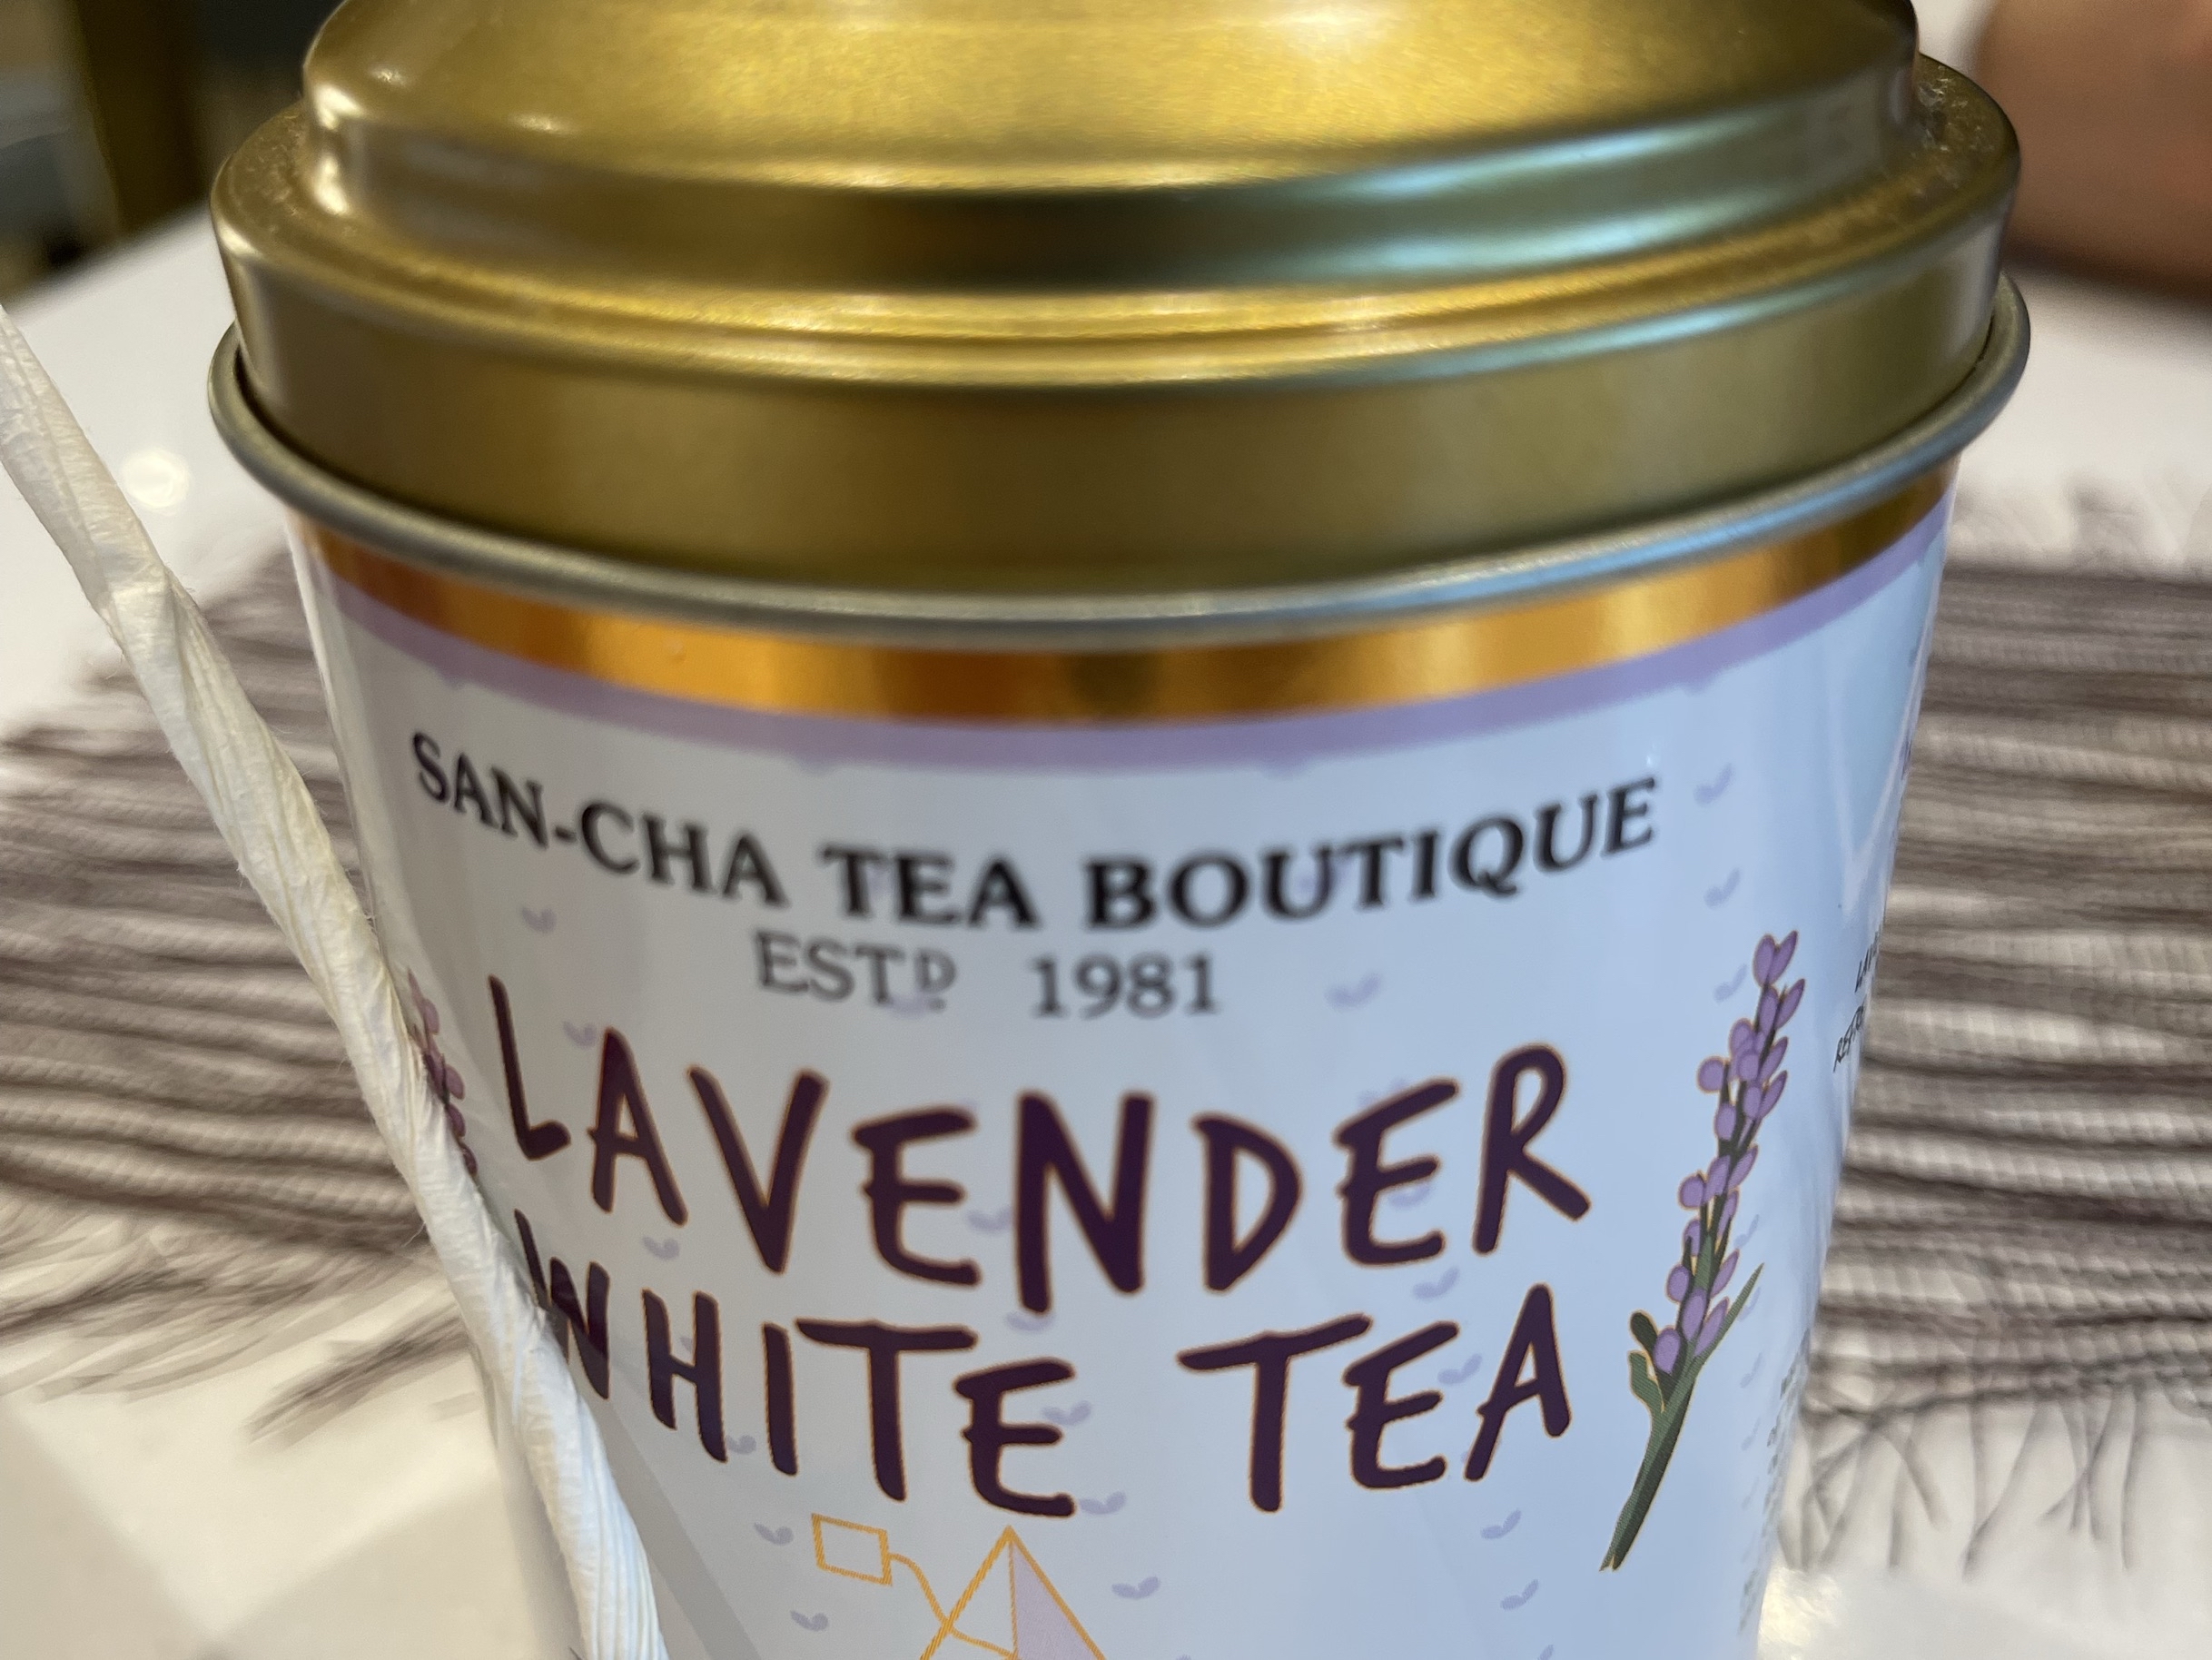 SAN-CHA TEA BOUTIQUE
ESTD 1981
LAVENDER
WHITE TEA